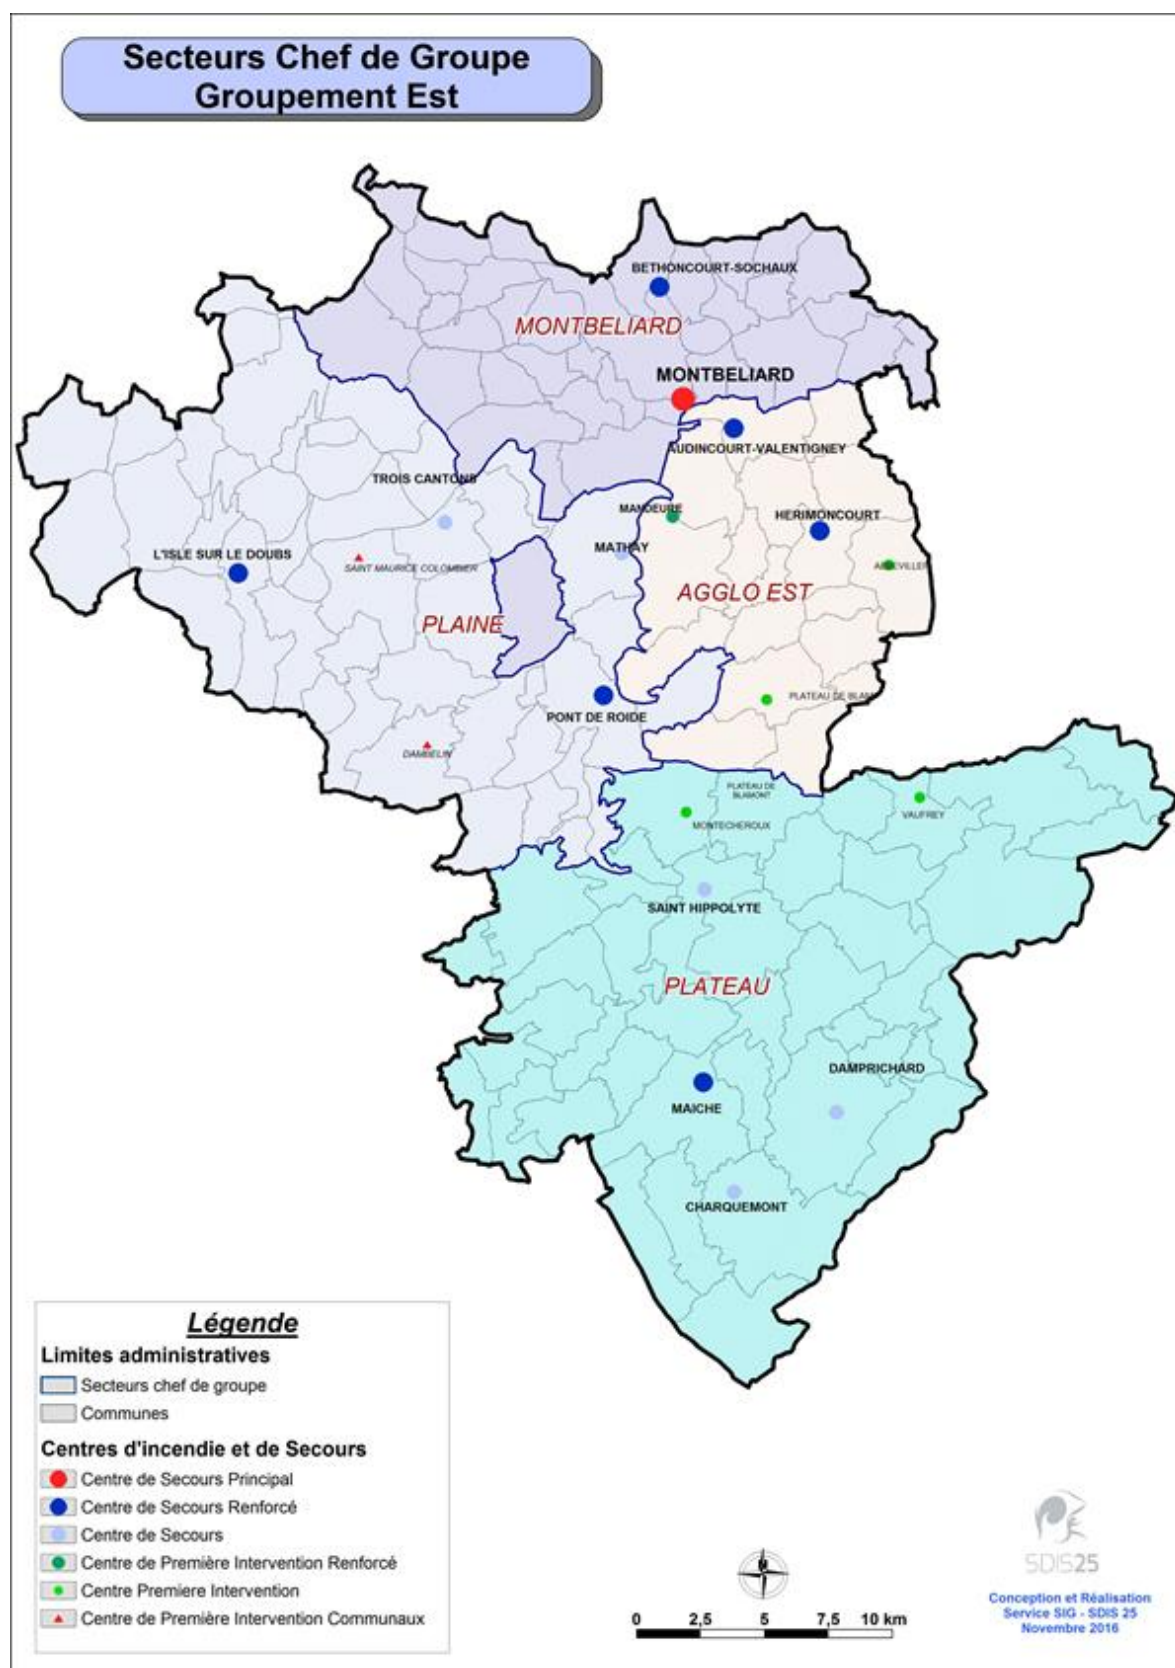 Secteurs Chef de Groupe
Groupement Est
BETHONCOURT-SOCHAUX
MONTBELIARD
MONTBELIARD
AUDINCOURT-VALENTIGNEY
TROIS CANTONS
MANDEURE
HERIMONCOURT
MATHAY
L'ISLE SUR LE DOUBS
SAINT MAURICE COLOMBIER
AGGLO EST
PLAINE
PLATEAU DE BLAM
PONT DE ROIDE
DAMBELIN
PLATEAU DE
BLAMONT
MONTECHEROUX
VAUFREY
SAINT HIPPOLYTE
PLATEAU
DAMPRICHARD
MAICHE
CHARQUEMONT
Légende
Limites administratives
Secteurs chef de groupe
Communes
Centres d'incendie et de Secours
Centre de Secours Principal
Centre de Secours Renforcé
Centre de Secours
Centre de Première Intervention Renforcé
Centre Premiere Intervention
Centre de Première Intervention Communaux
N
0 2,5 5 7,5 10 km
SDIS25
Conception et Réalisation
Service SIG - SDIS 25
Novembre 2016